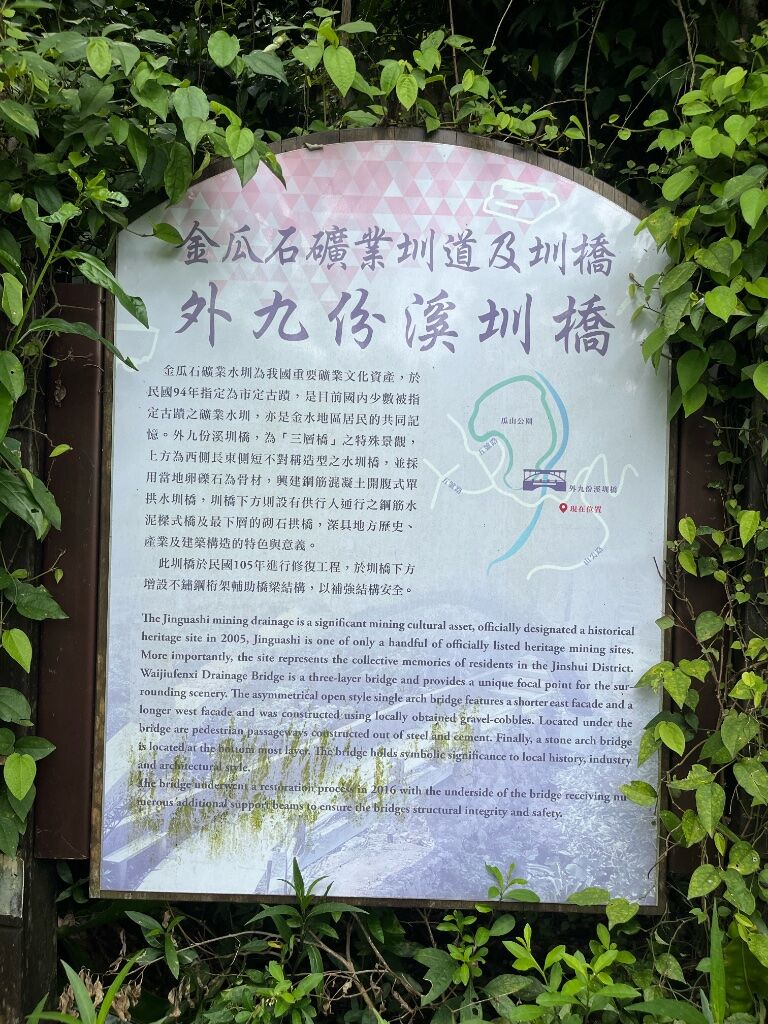 金瓜石礦業圳道及圳橋
外九份溪圳橋
金瓜石礦業水圳為我國重要礦業文化資產，於
民國94年指定為市定古蹟，是目前國內少數被指
定古蹟之礦業水圳，亦是金水地區居民的共同記
憶。外九份溪圳橋，為「三層橋」之特殊景觀，
上方為西側長東側短不對稱造型之水圳橋，並採
用當地卵礫石為骨材，興建鋼筋混凝土開腹式單
拱水圳橋，圳橋下方則設有供行人通行之鋼筋水
泥樑式橋及最下層的砌石拱橋，深具地方歷史、
產業及建築構造的特色與意義。
此圳橋於民國105年進行修復工程，於圳橋下方
增設不鏽鋼桁架輔助橋梁結構，以補強結構安全。
瓜山公園
瓦斯路
外九份溪圳橋
現在位置
The Jinguashi mining drainage is a significant mining cultural asset, officially designated a historical
heritage site in 2005, Jinguashi is one of only a handful of officially listed heritage mining sites.
More importantly, the site represents the collective memories of residents in the Jinshui District.
Waijiufenxi Drainage Bridge is a three-layer bridge and provides a unique focal point for the sur-
rounding scenery. The asymmetrical open style single arch bridge features a shorter east facade and a
longer west facade and was constructed using locally obtained gravel-cobbles. Located under the
bridge are pedestrian passageways constructed out of steel and cement. Finally, a stone arch bridge
is located at the bottom most layer. The bridge holds symbolic significance to local history, industry
and architectural style.
The bridge underwent a restoration process in 2016 with the underside of the bridge receiving nu
merous additional support beams to ensure the bridges structural integrity and safety.